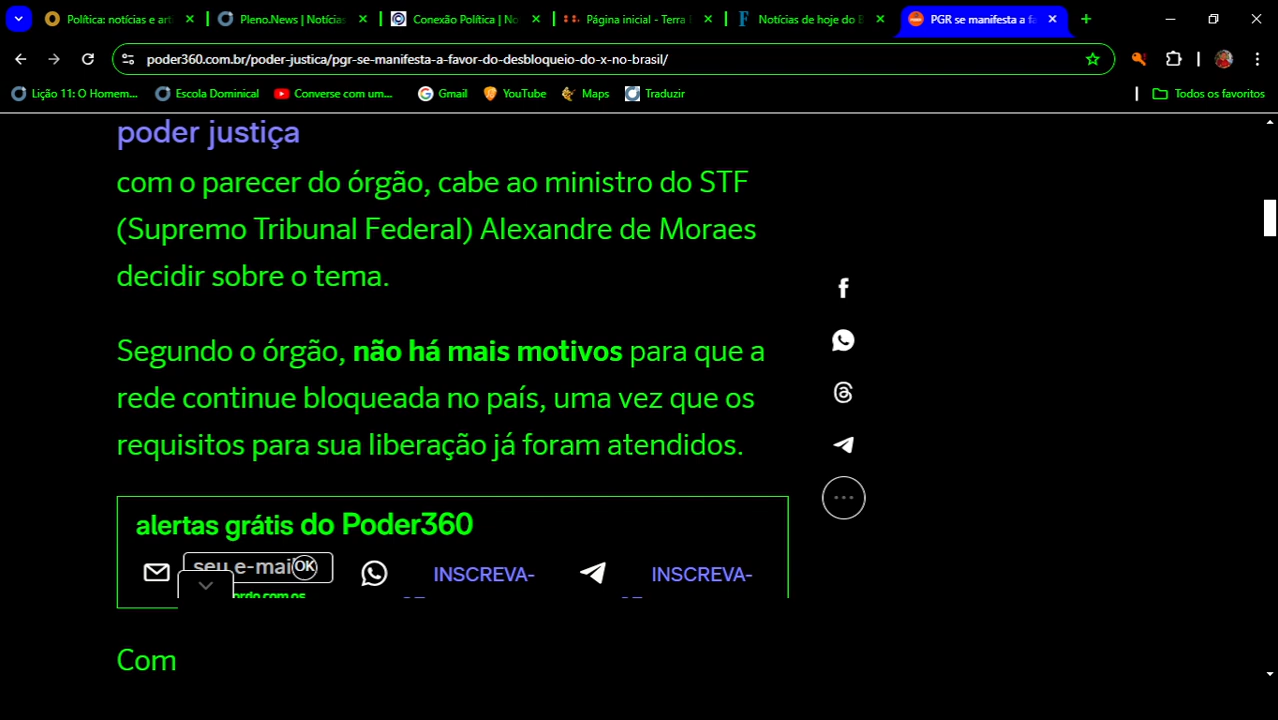 Política: notícias e art
Pleno.News | Notícias
Conexão Política | No
Página inicial - Terra
Notícias de hoje do B
PGR se manifesta a fa
poder360.com.br/poder-justica/pgr-se-manifesta-a-favor-do-desbloqueio-do-x-no-brasil/
Lição 11: O Homem...
Escola Dominical
Converse com um...
Gmail
YouTube
Maps
Traduzir
Todos os favoritos
poder justiça
com o parecer do órgão, cabe ao ministro do STF
(Supremo Tribunal Federal) Alexandre de Moraes
decidir sobre o tema.
Segundo o órgão, não há mais motivos para que a
rede continue bloqueada no país, uma vez que os
requisitos para sua liberação já foram atendidos.
alertas grátis do Poder360
seu e-mail
OK
INSCREVA-
INSCREVA-
ordo com os
Com